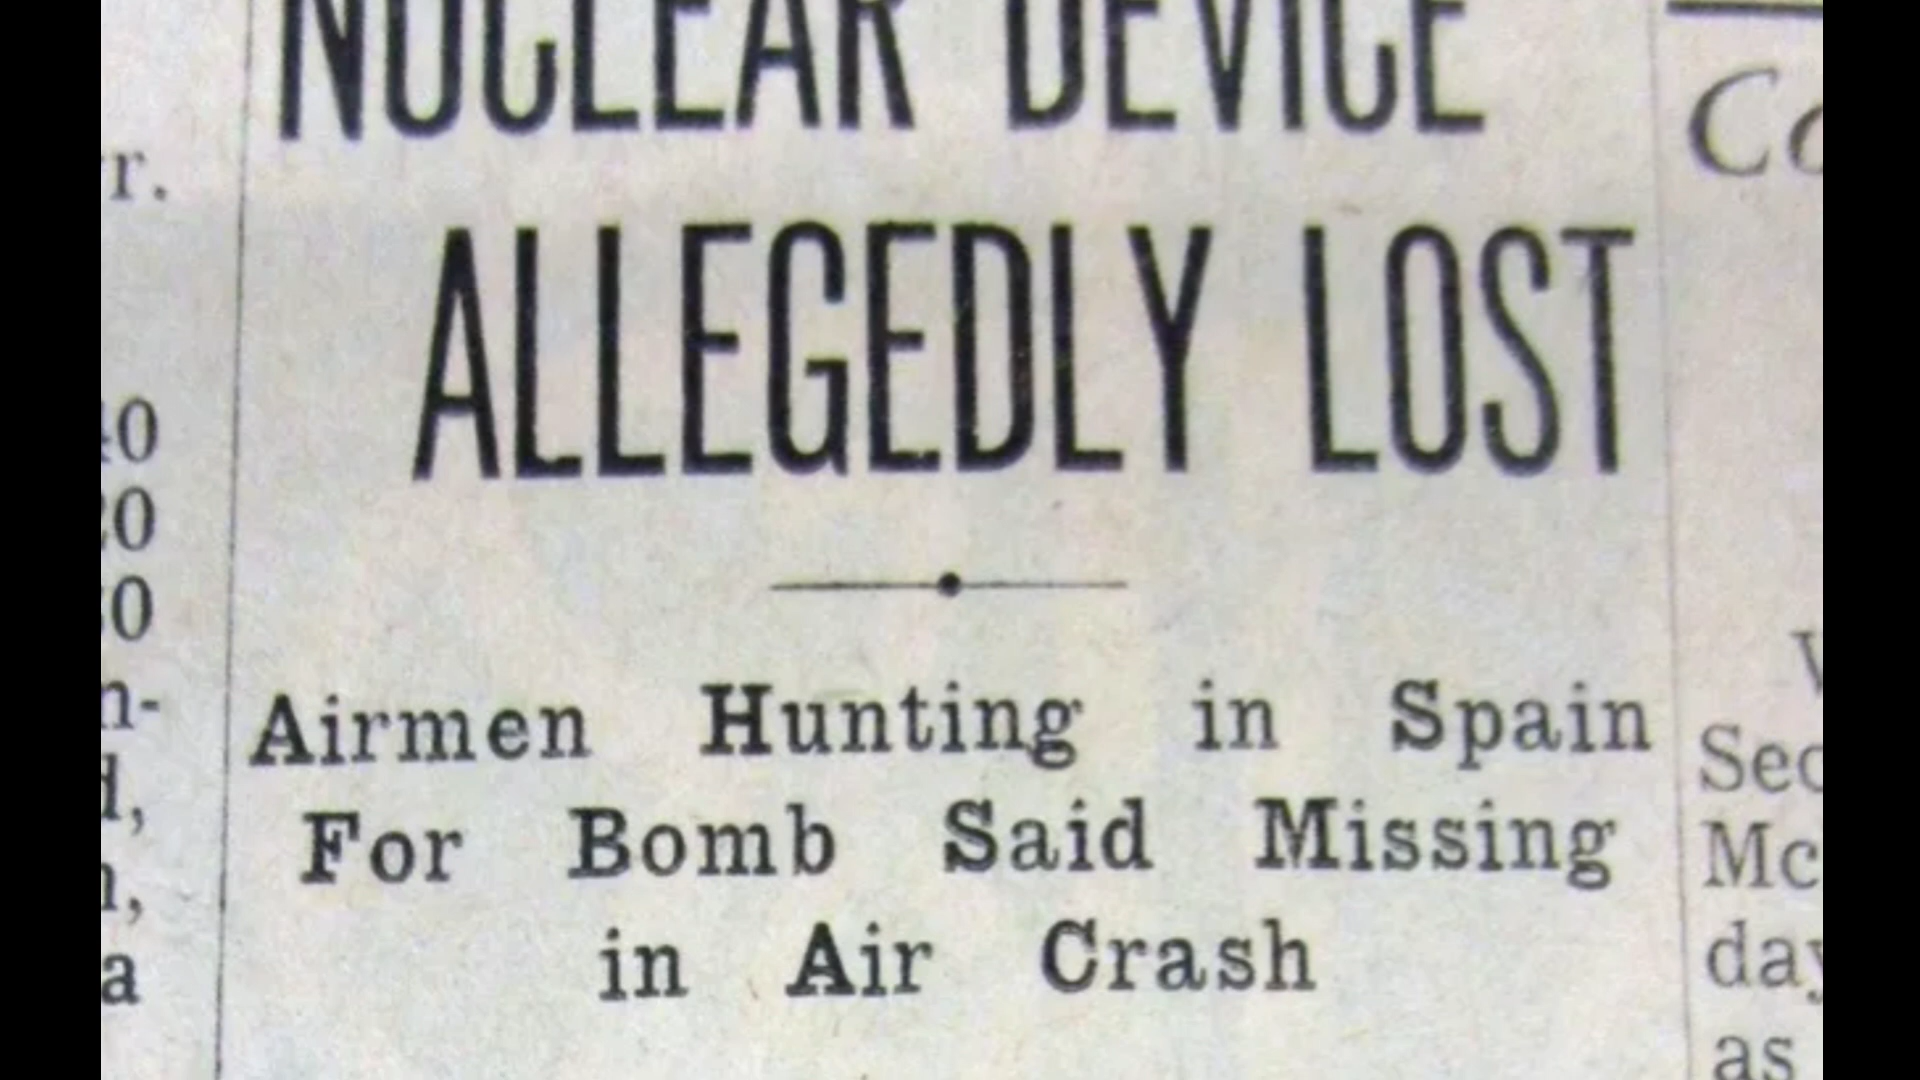 NUCLEAR DEVICE
ALLEGEDLY LOST
Airmen Hunting in Spain
For Bomb Said Missing
in Air Crash